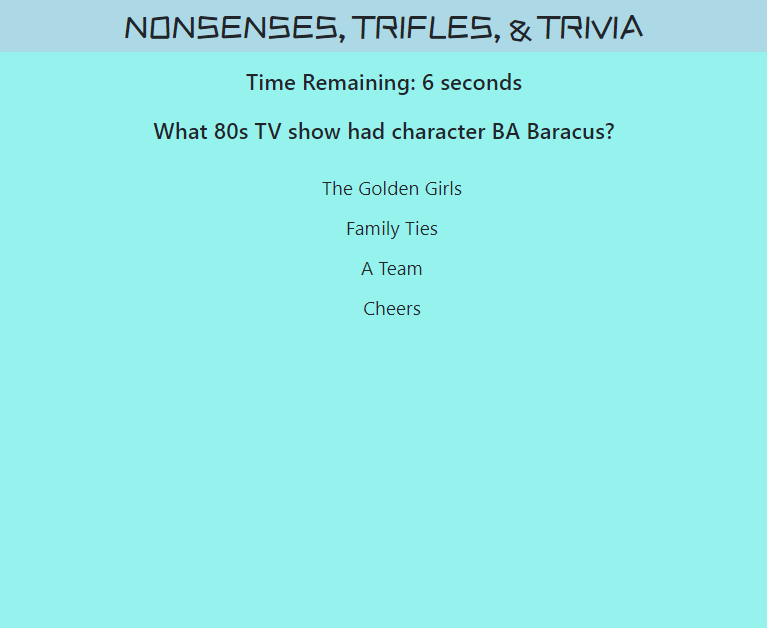 NONSENSES, TRIFLES, & TRIVIA
Time Remaining: 6 seconds
What 80s TV show had character BA Baracus?
The Golden Girls
Family Ties
A Team
Cheers